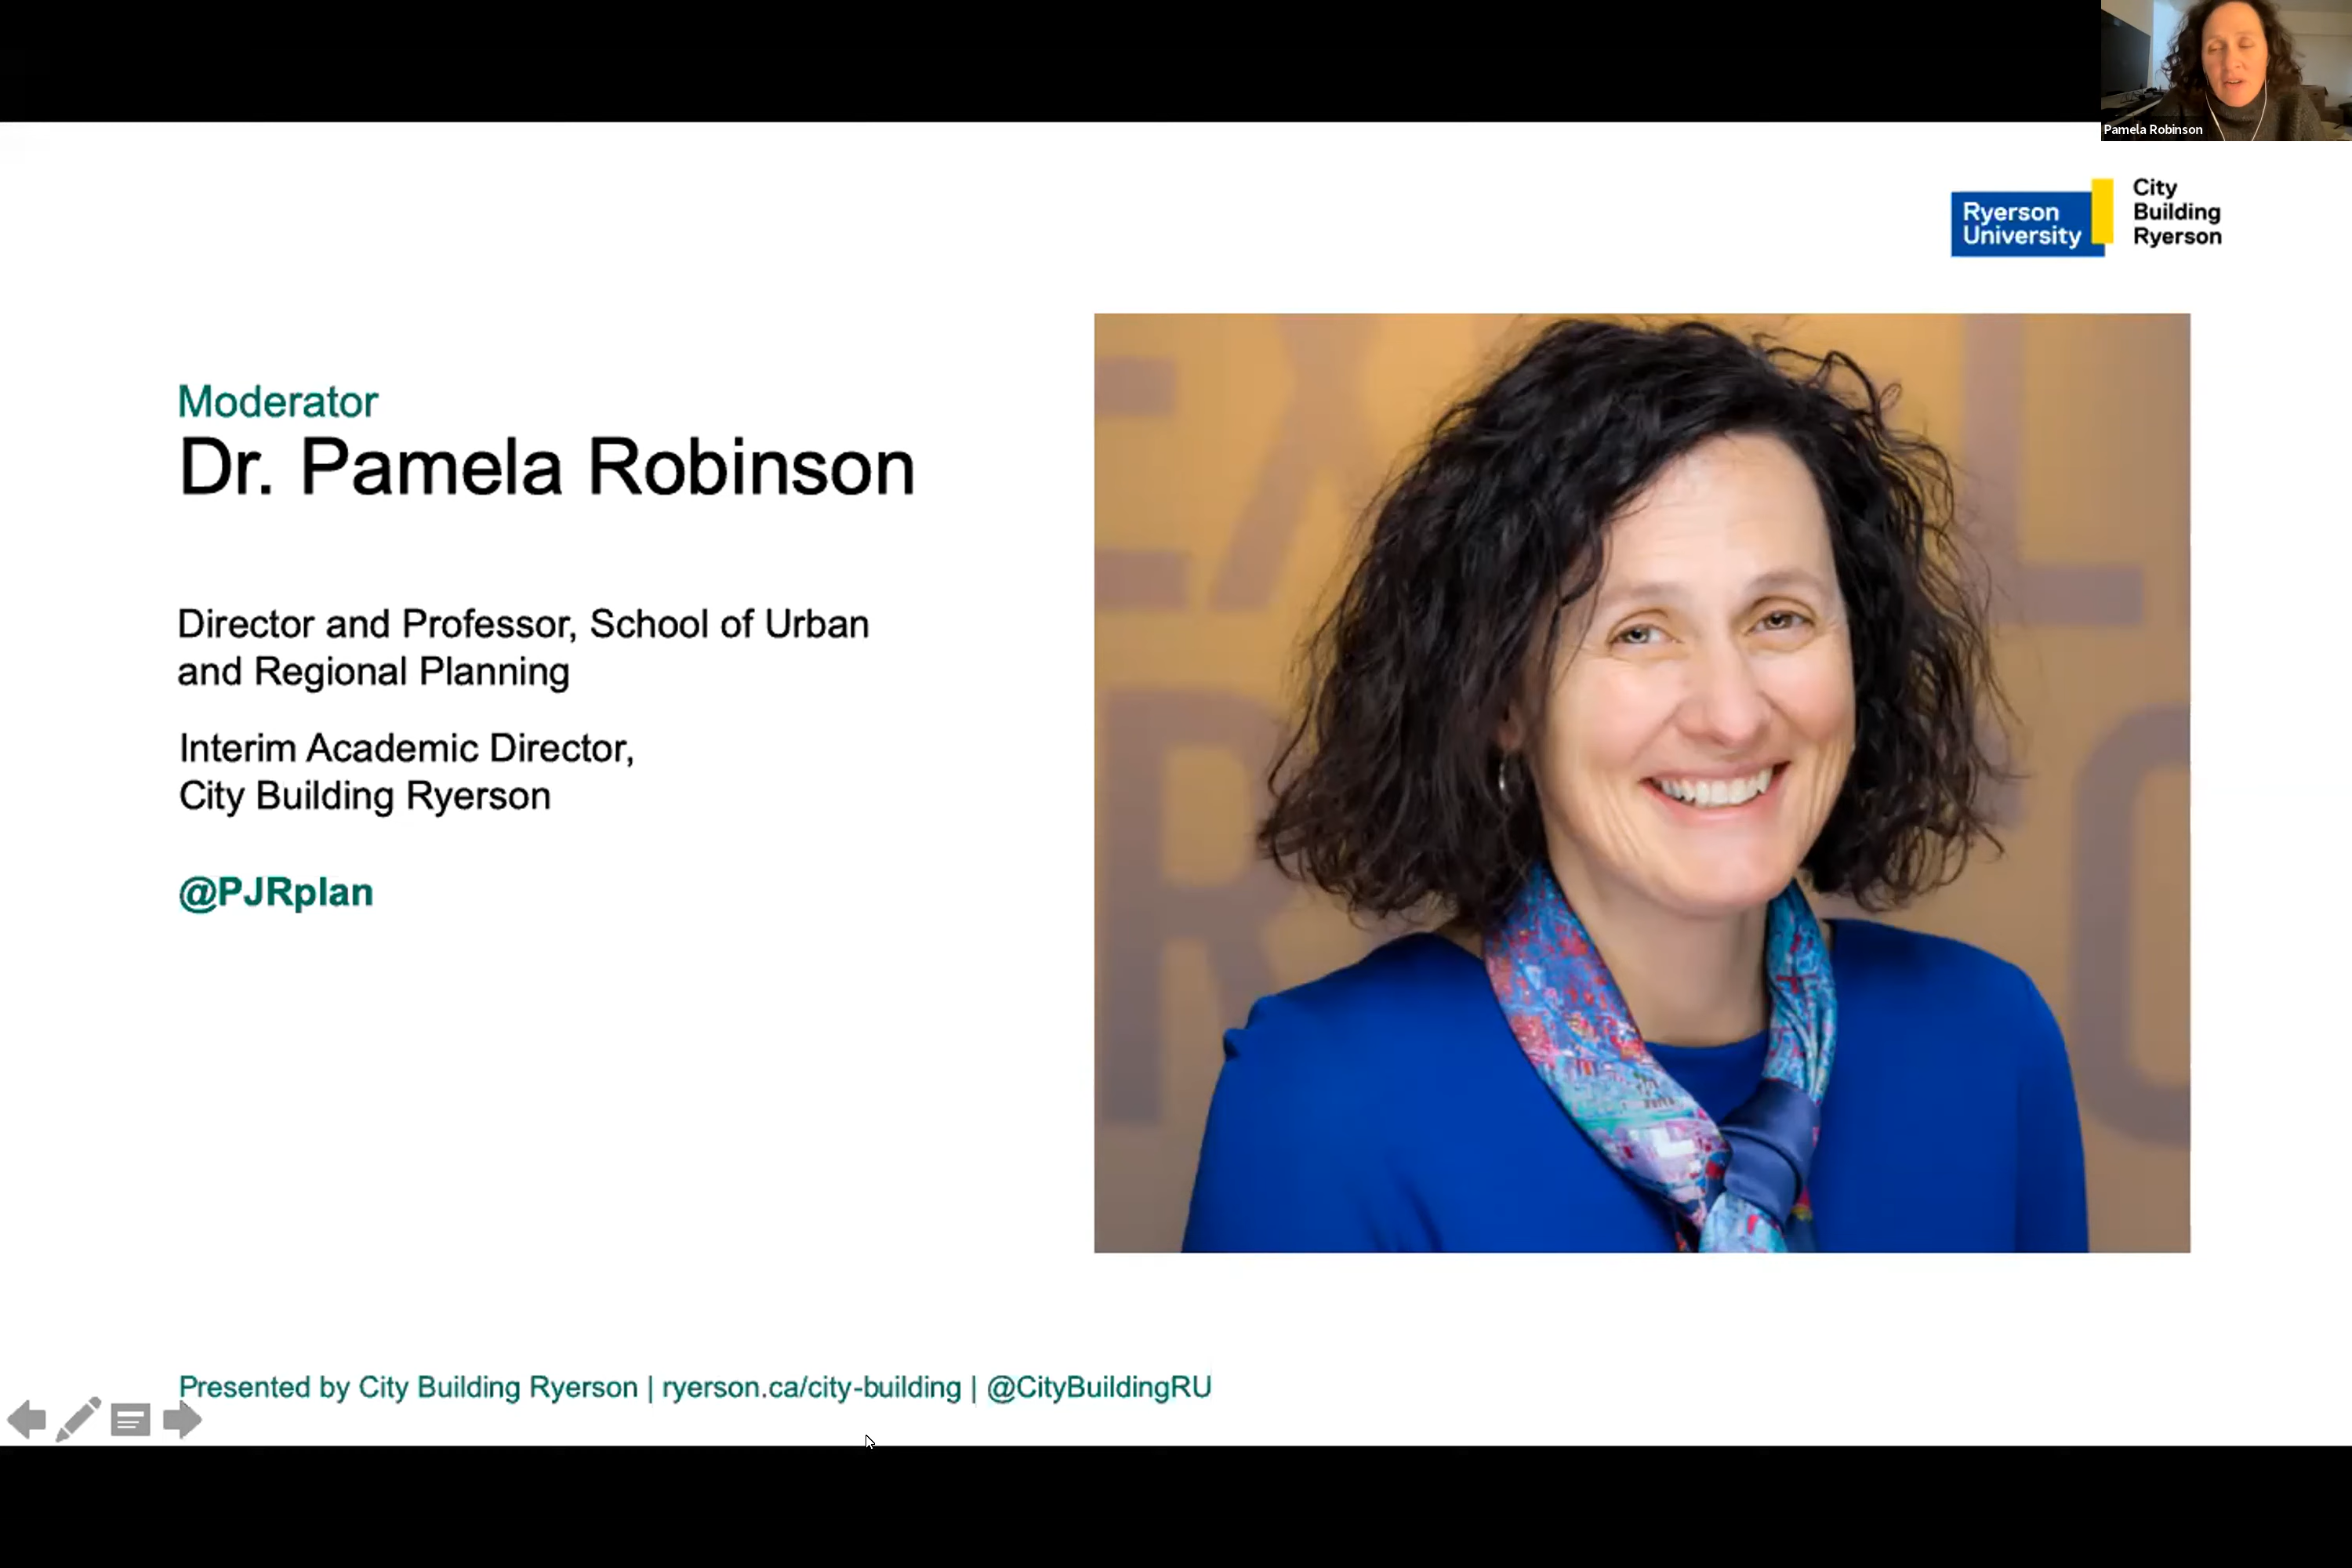 Pamela Robinson
Ryerson
University
City
Building
Ryerson
Moderator
Dr. Pamela Robinson
Director and Professor, School of Urban
and Regional Planning
Interim Academic Director,
City Building Ryerson
@PJRplan
Presented by City Building Ryerson | ryerson.ca/city-building | @CityBuildingRU